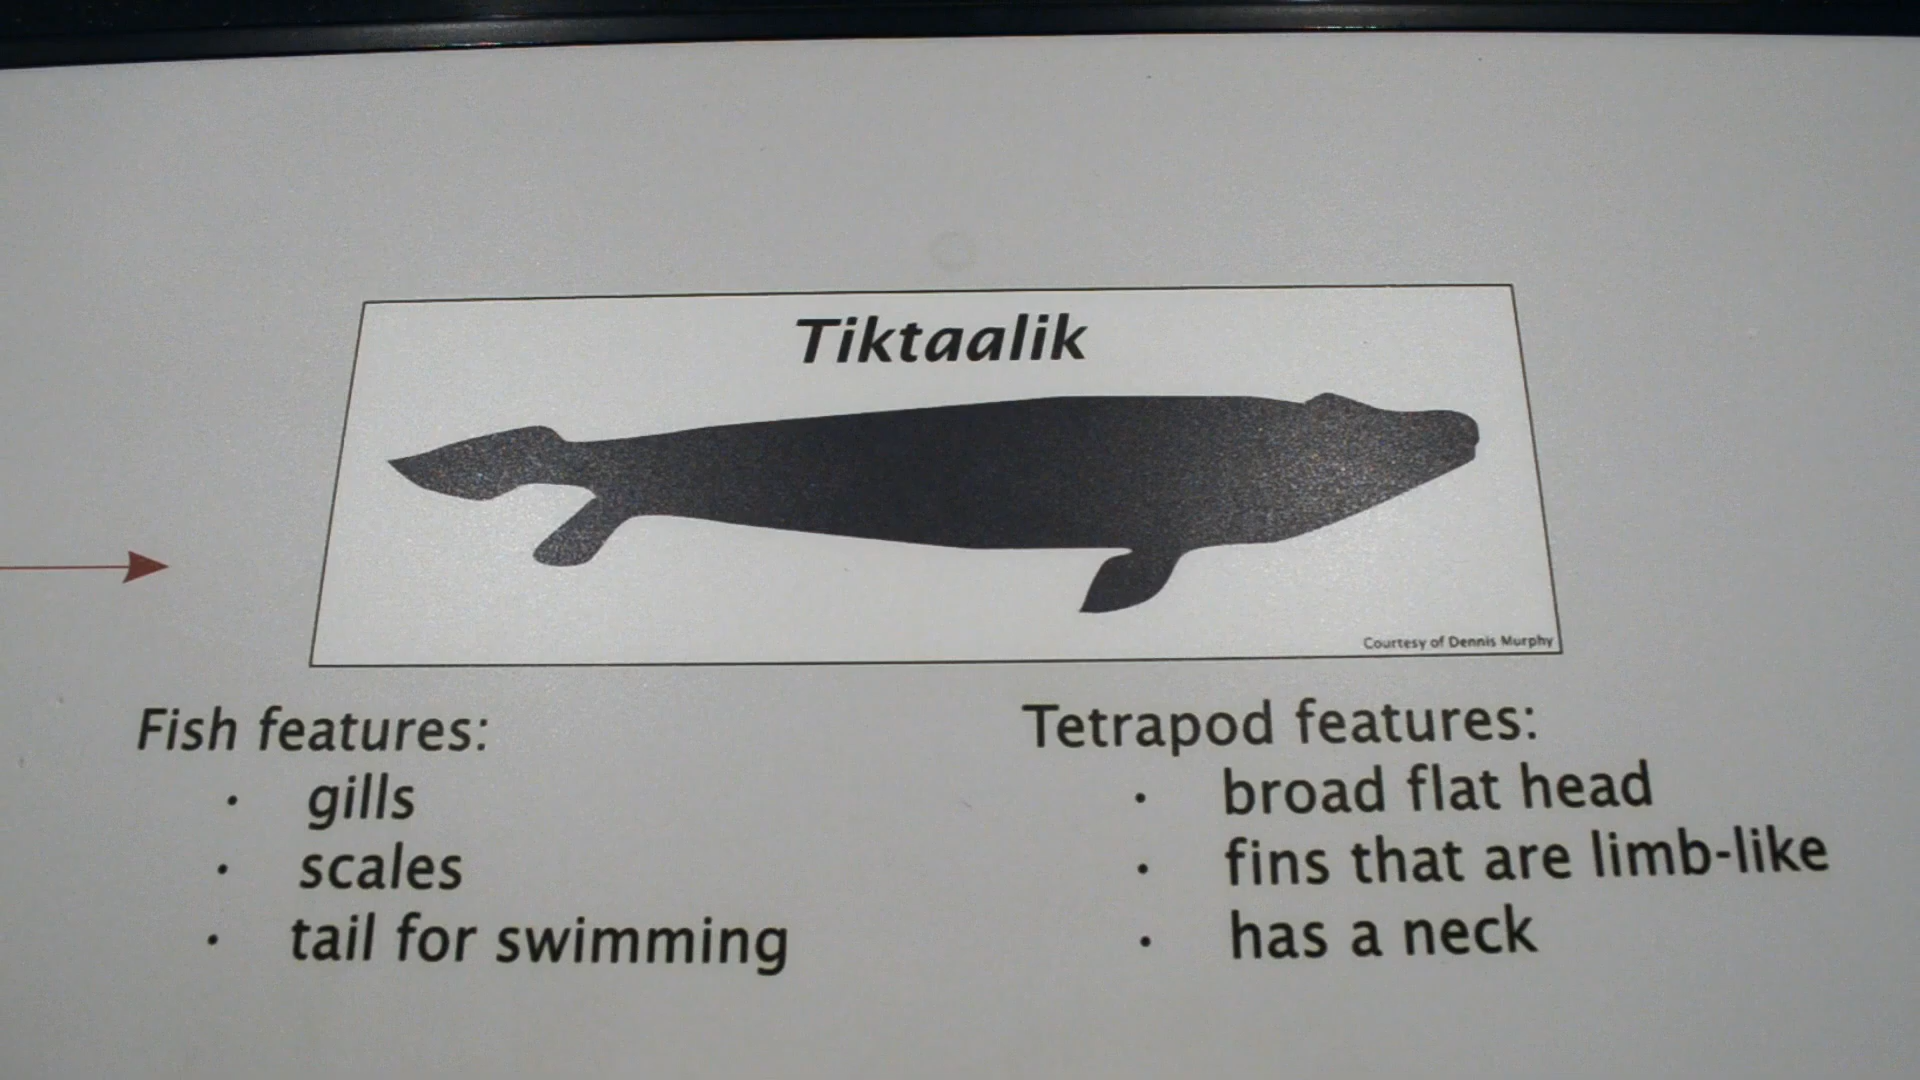 Tiktaalik
Courtesy of Dennis Murphy
Fish features:
· gills
· scales
· tail for swimming
Tetrapod features:
· broad flat head
· fins that are limb-like
· has a neck